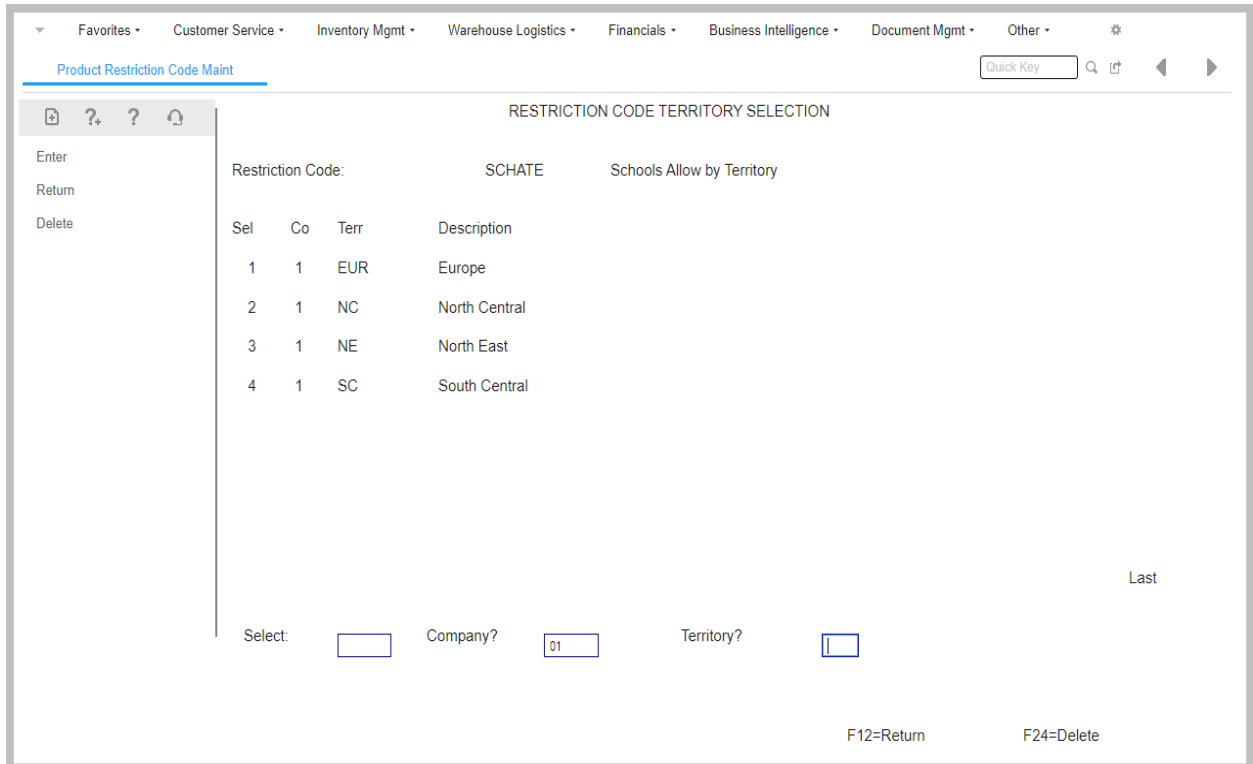 Favorites Customer Service Inventory Mgmt Warehouse Logistics Financials Business Intelligence Document Mgmt Other
Product Restriction Code Maint Quick Key
RESTRICTION CODE TERRITORY SELECTION
?+ ?
Enter
Return
Delete
Restriction Code: SCHATE Schools Allow by Territory
Sel Co Terr Description
1 1 EUR Europe
2 1 NC North Central
3 1 NE North East
4 1 SC South Central
Last
Select: Company? 01 Territory?
F12=Return F24=Delete